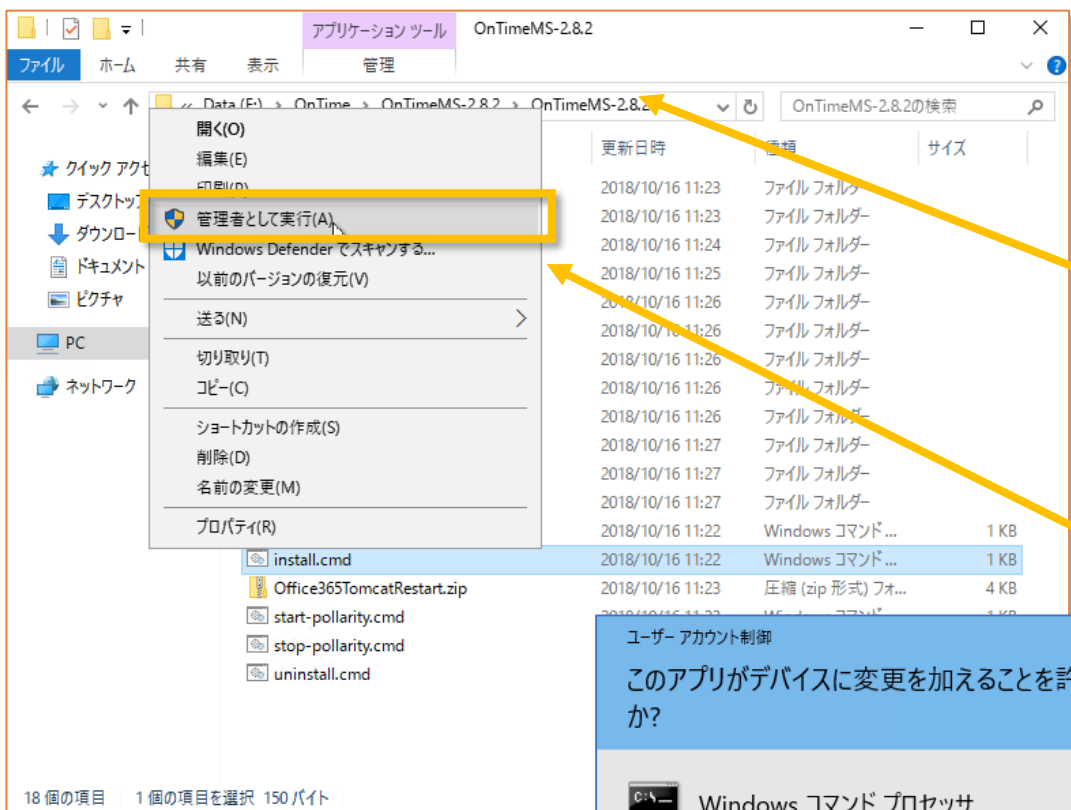 アプリケーション ツール
OnTimeMS-2.8.2
ファイル
ホーム
共有
表示
管理
« Data (E:) › OnTime › OnTimeMS-2.8.2 › OnTimeMS-2.8.2
OnTimeMS-2.8.2の検索
更新日時
種類
サイズ
クイック アクセ
デスクトップ
ダウンロード
ドキュメント
ピクチャ
PC
ネットワーク
開く(O)
編集(E)
印刷(P)
管理者として実行(A)
Windows Defender でスキャンする...
以前のバージョンの復元(V)
送る(N)
切り取り(T)
コピー(C)
ショートカットの作成(S)
削除(D)
名前の変更(M)
プロパティ(R)
2018/10/16 11:23 ファイル フォルダー
2018/10/16 11:23 ファイル フォルダー
2018/10/16 11:24 ファイル フォルダー
2018/10/16 11:25 ファイル フォルダー
2018/10/16 11:26 ファイル フォルダー
2018/10/16 11:26 ファイル フォルダー
2018/10/16 11:26 ファイル フォルダー
2018/10/16 11:26 ファイル フォルダー
2018/10/16 11:26 ファイル フォルダー
2018/10/16 11:27 ファイル フォルダー
2018/10/16 11:27 ファイル フォルダー
2018/10/16 11:27 ファイル フォルダー
2018/10/16 11:22 Windows コマンド ... 1 KB
install.cmd 2018/10/16 11:22 Windows コマンド ... 1 KB
Office365TomcatRestart.zip 2018/10/16 11:23 圧縮 (zip 形式) フォ... 4 KB
start-pollarity.cmd
stop-pollarity.cmd
uninstall.cmd
ユーザー アカウント制御
このアプリがデバイスに変更を加えることを許
か?
Windows コマンド プロセッサ
18 個の項目
1 個の項目を選択 150 バイト